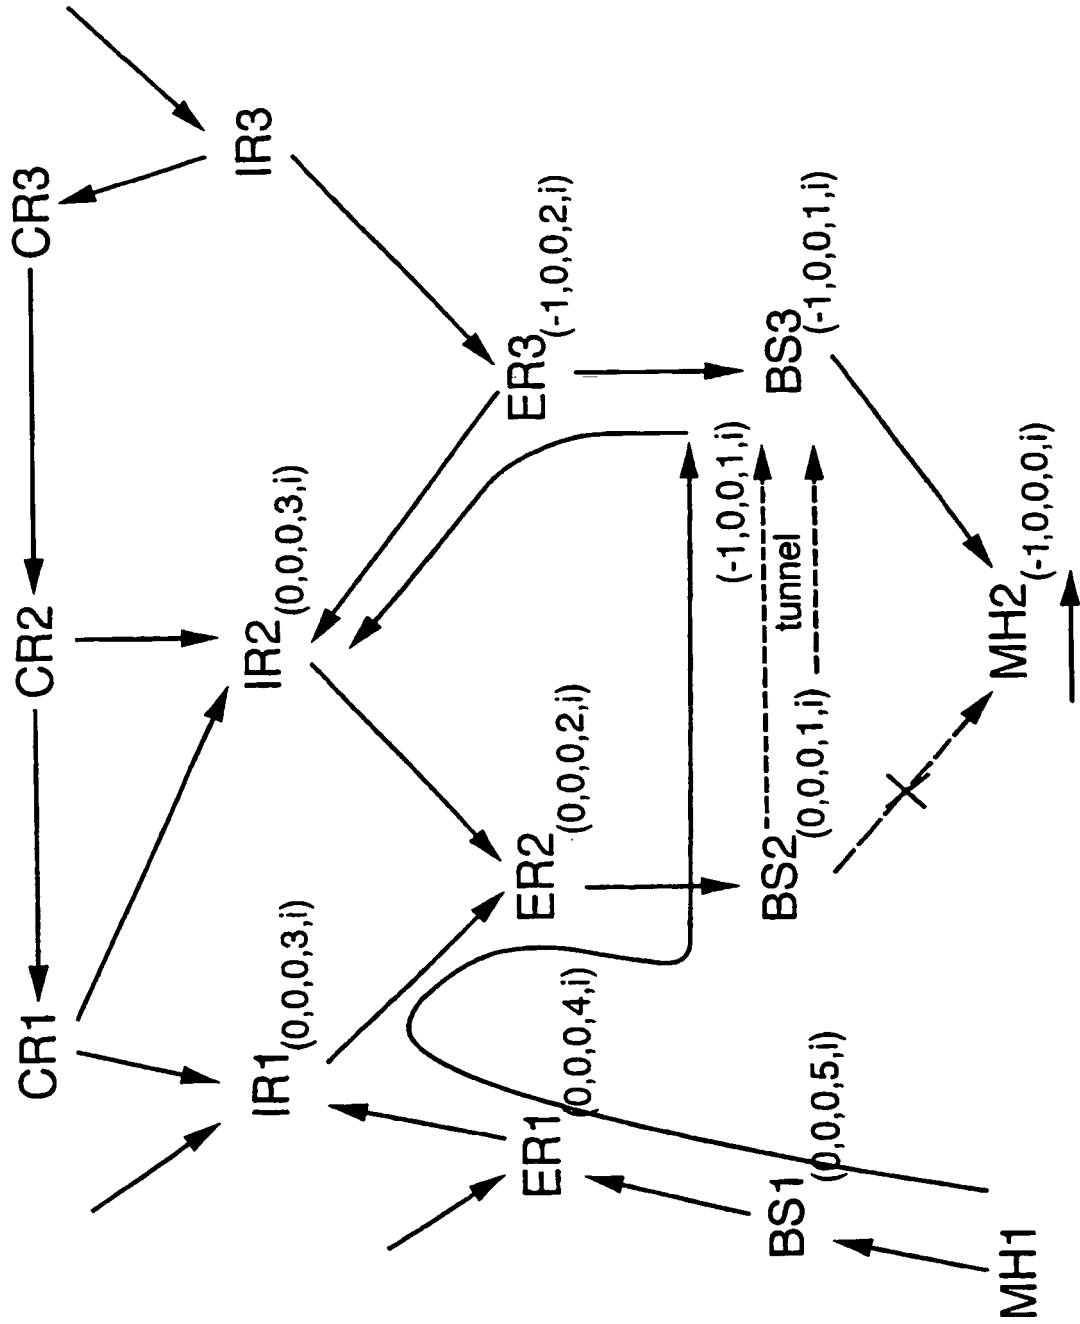 CR1
CR2
CR3
IR1(0,0,0,3,i)
IR2(0,0,0,3,i)
IR3
ER1(0,0,0,4,i)
ER2(0,0,0,2,i)
ER3(-1,0,0,2,i)
BS1(0,0,0,5,i)
BS2(0,0,0,1,i)
(-1,0,0,1,i)
tunnel
BS3(-1,0,0,1,i)
MH1
MH2(-1,0,0,0,i)